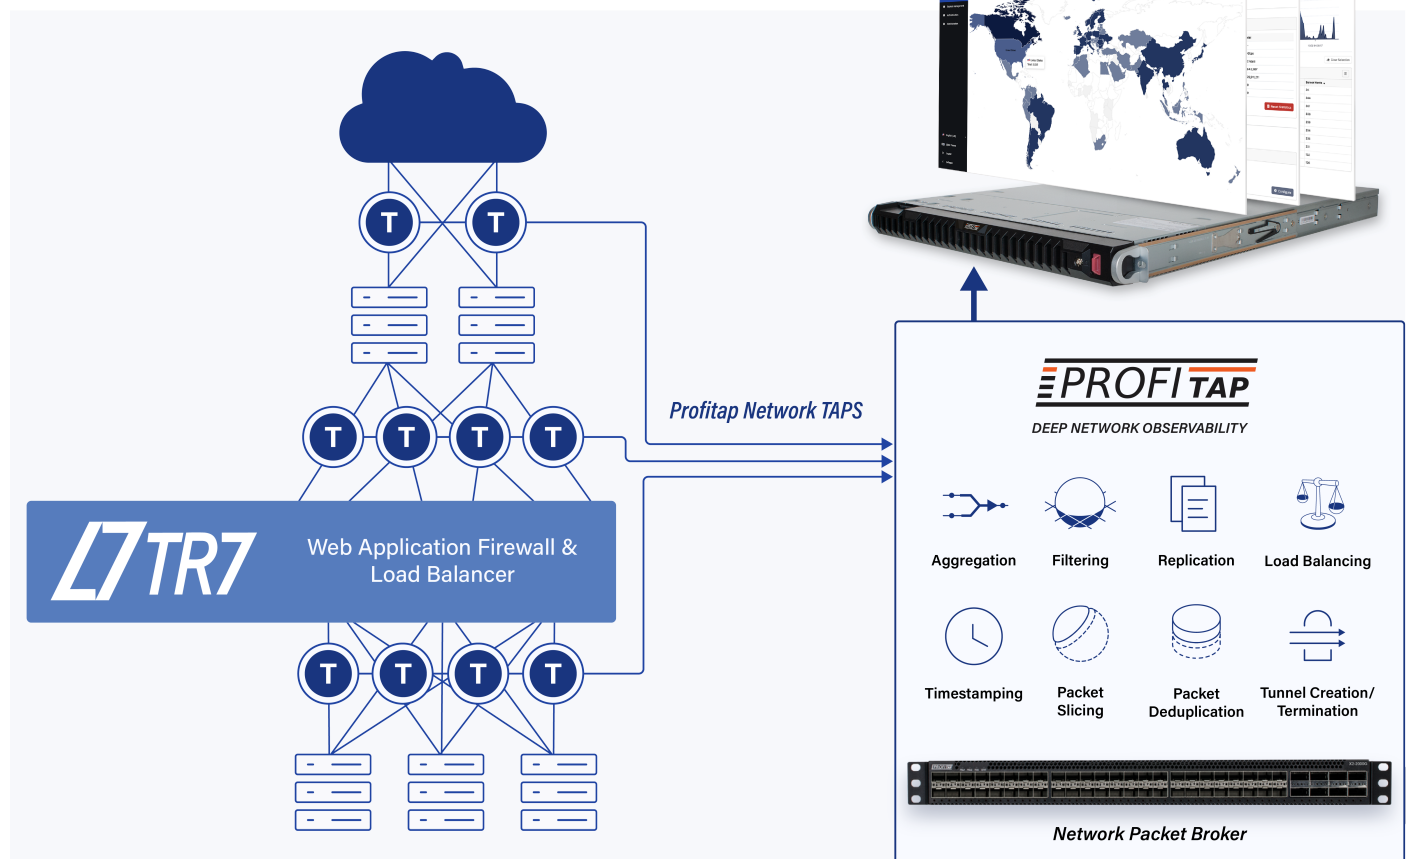 T T
T T T T
Profitap Network TAPS
TR7
Web Application Firewall &
Load Balancer
T T T T
PROFITAP
DEEP NETWORK OBSERVABILITY
Aggregation
Filtering
Replication
Load Balancing
Timestamping
Packet
Slicing
Packet
Deduplication
Tunnel Creation/
Termination
Network Packet Broker